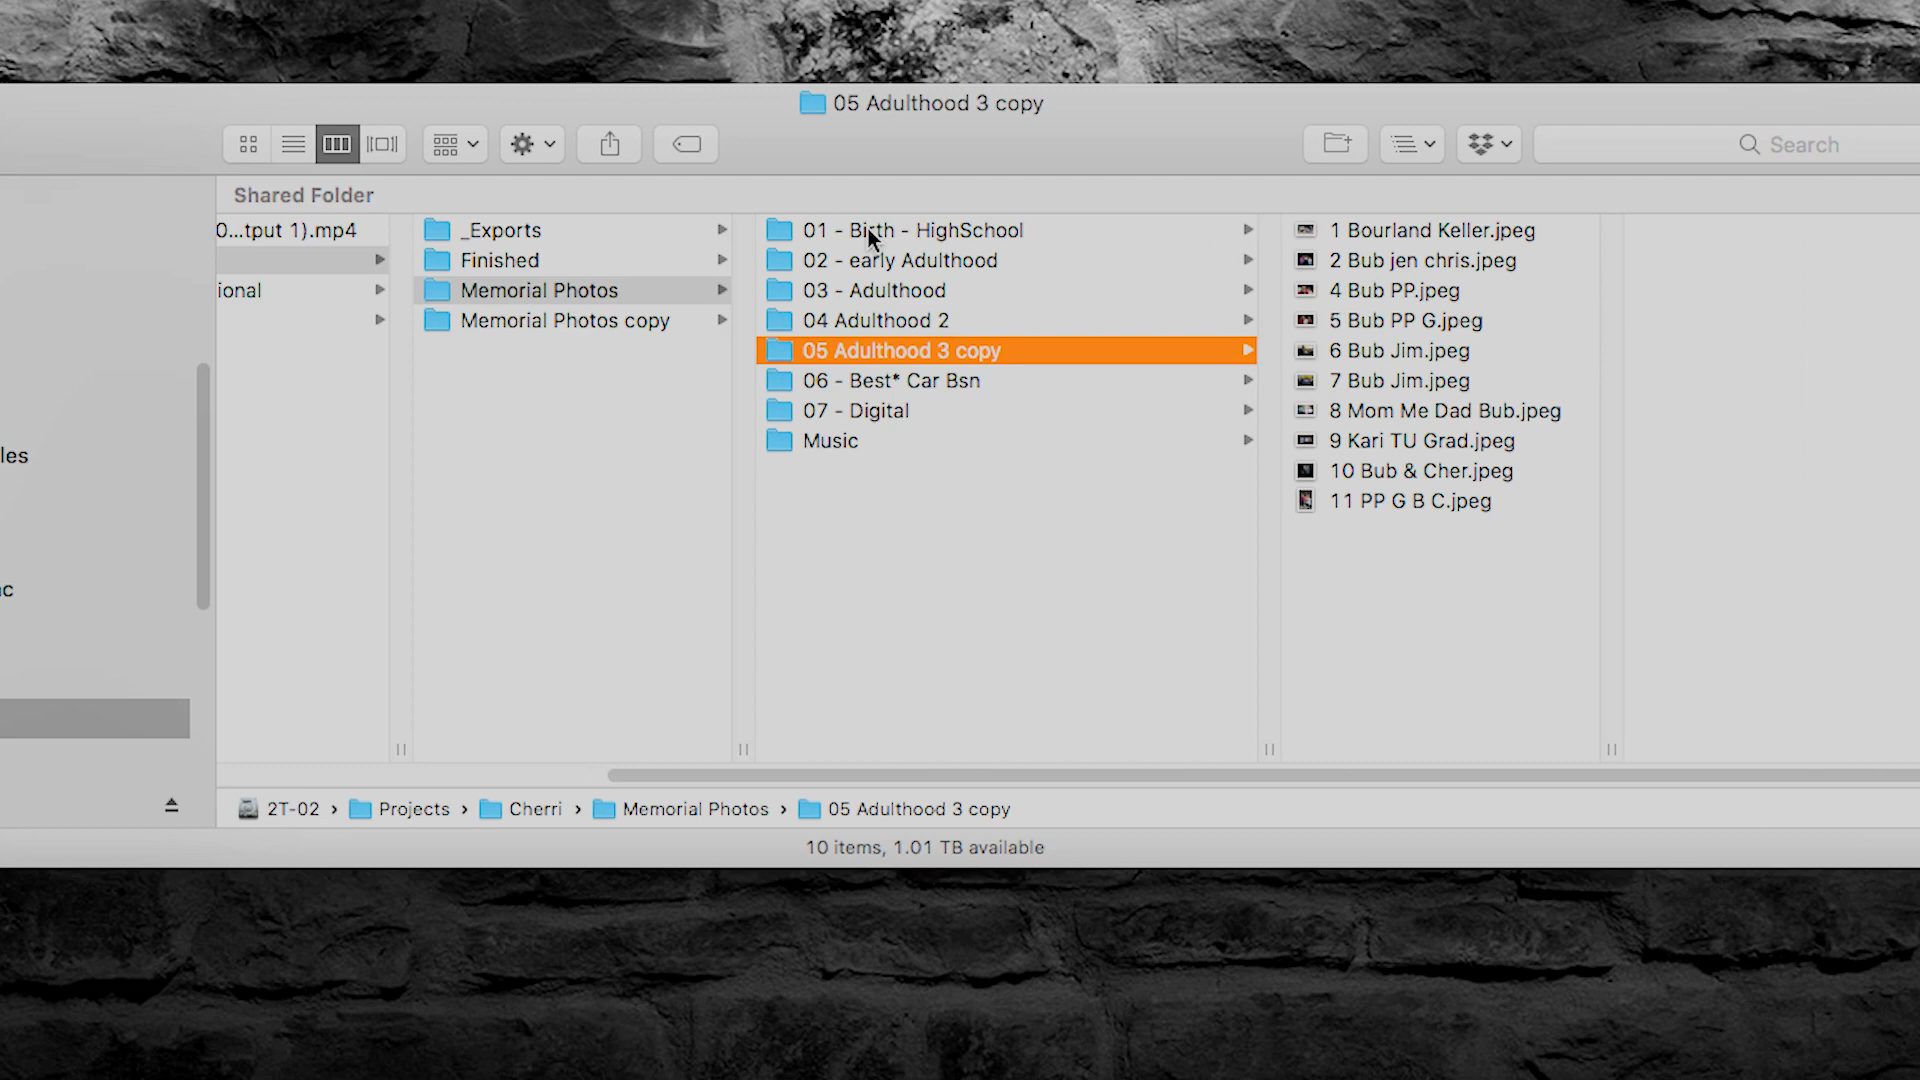 05 Adulthood 3 copy
Search
Shared Folder
0...tput 1).mp4
ional
les
_Exports
Finished
Memorial Photos
Memorial Photos copy
01 - Birth - HighSchool
02 - early Adulthood
03 - Adulthood
04 Adulthood 2
05 Adulthood 3 copy
06 - Best* Car Bsn
07 - Digital
Music
1 Bourland Keller.jpeg
2 Bub jen chris.jpeg
4 Bub PP.jpeg
5 Bub PP G.jpeg
6 Bub Jim.jpeg
7 Bub Jim.jpeg
8 Mom Me Dad Bub.jpeg
9 Kari TU Grad.jpeg
10 Bub & Cher.jpeg
11 PP G B C.jpeg
2T-02 › Projects › Cherri › Memorial Photos › 05 Adulthood 3 copy
10 items, 1.01 TB available